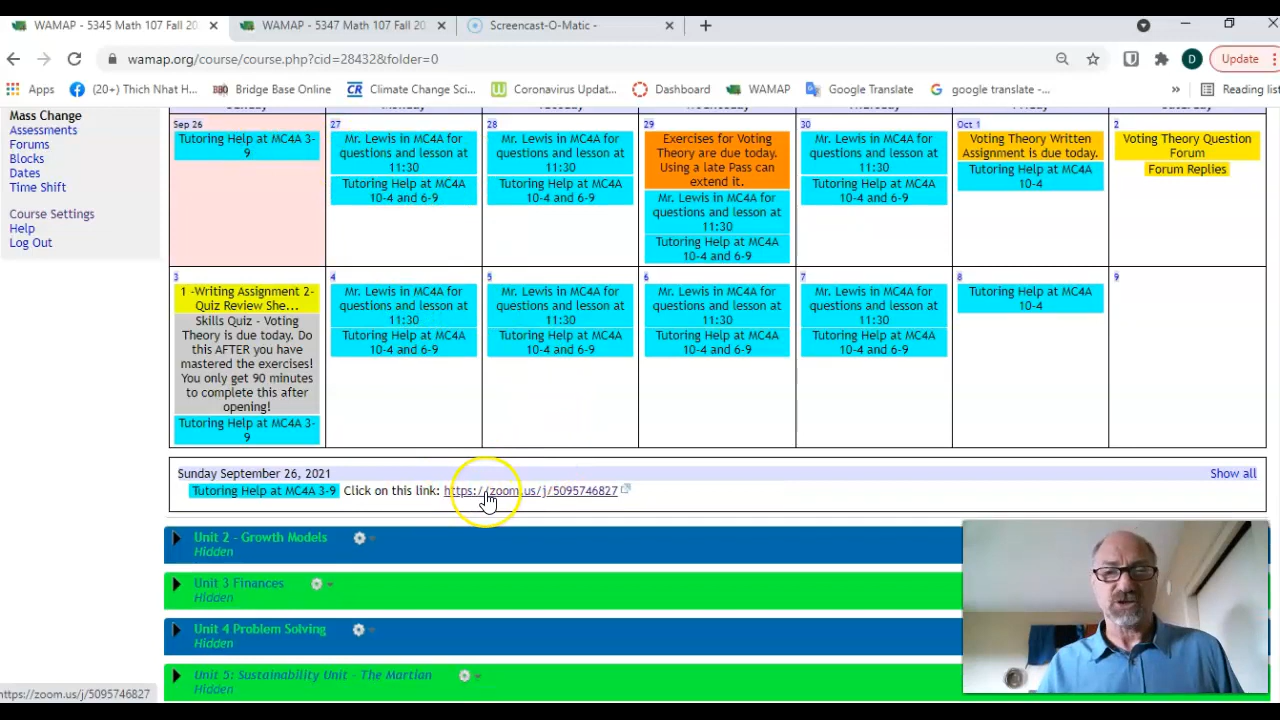 WAMAP - 5345 Math 107 Fall 20
WAMAP - 5347 Math 107 Fall 20
Screencast-O-Matic -
wamap.org/course/course.php?cid=28432&folder=0
D
Update
Apps
(20+) Thich Nhat H...
BBO Bridge Base Online
CR Climate Change Sci...
Coronavirus Updat...
Dashboard
WAMAP
Google Translate
google translate -...
»
Reading list
Mass Change
Assessments
Forums
Blocks
Dates
Time Shift
Course Settings
Help
Log Out
Sep 26
Tutoring Help at MC4A 3-
9
27
Mr. Lewis in MC4A for
questions and lesson at
11:30
Tutoring Help at MC4A
10-4 and 6-9
28
Mr. Lewis in MC4A for
questions and lesson at
11:30
Tutoring Help at MC4A
10-4 and 6-9
29
Exercises for Voting
Theory are due today.
Using a late Pass can
extend it.
Mr. Lewis in MC4A for
questions and lesson at
11:30
Tutoring Help at MC4A
10-4 and 6-9
30
Mr. Lewis in MC4A for
questions and lesson at
11:30
Tutoring Help at MC4A
10-4 and 6-9
Oct 1
Voting Theory Written
Assignment is due today.
Tutoring Help at MC4A
10-4
2
Voting Theory Question
Forum
Forum Replies
3
1 -Writing Assignment 2-
Quiz Review She...
Skills Quiz - Voting
Theory is due today. Do
this AFTER you have
mastered the exercises!
You only get 90 minutes
to complete this after
opening!
Tutoring Help at MC4A 3-
9
4
Mr. Lewis in MC4A for
questions and lesson at
11:30
Tutoring Help at MC4A
10-4 and 6-9
5
Mr. Lewis in MC4A for
questions and lesson at
11:30
Tutoring Help at MC4A
10-4 and 6-9
6
Mr. Lewis in MC4A for
questions and lesson at
11:30
Tutoring Help at MC4A
10-4 and 6-9
7
Mr. Lewis in MC4A for
questions and lesson at
11:30
Tutoring Help at MC4A
10-4 and 6-9
8
Tutoring Help at MC4A
10-4
9
Sunday September 26, 2021
Show all
Tutoring Help at MC4A 3-9 Click on this link: https://zoom.us/j/5095746827
Unit 2 - Growth Models
Hidden
Unit 3 Finances
Hidden
Unit 4 Problem Solving
Hidden
Unit 5: Sustainability Unit - The Martian
Hidden
https://zoom.us/j/5095746827